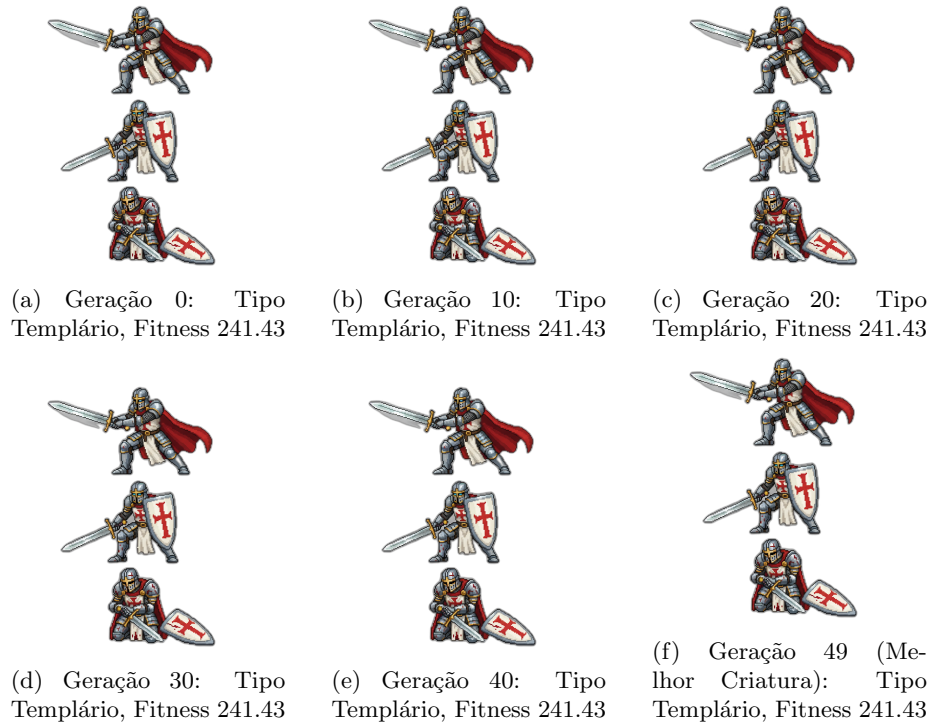 (a) Geração 0: Tipo
Templário, Fitness 241.43
(b) Geração 10: Tipo
Templário, Fitness 241.43
(c) Geração 20: Tipo
Templário, Fitness 241.43
(d) Geração 30: Tipo
Templário, Fitness 241.43
(e) Geração 40: Tipo
Templário, Fitness 241.43
(f) Geração 49 (Me-
lhor Criatura): Tipo
Templário, Fitness 241.43